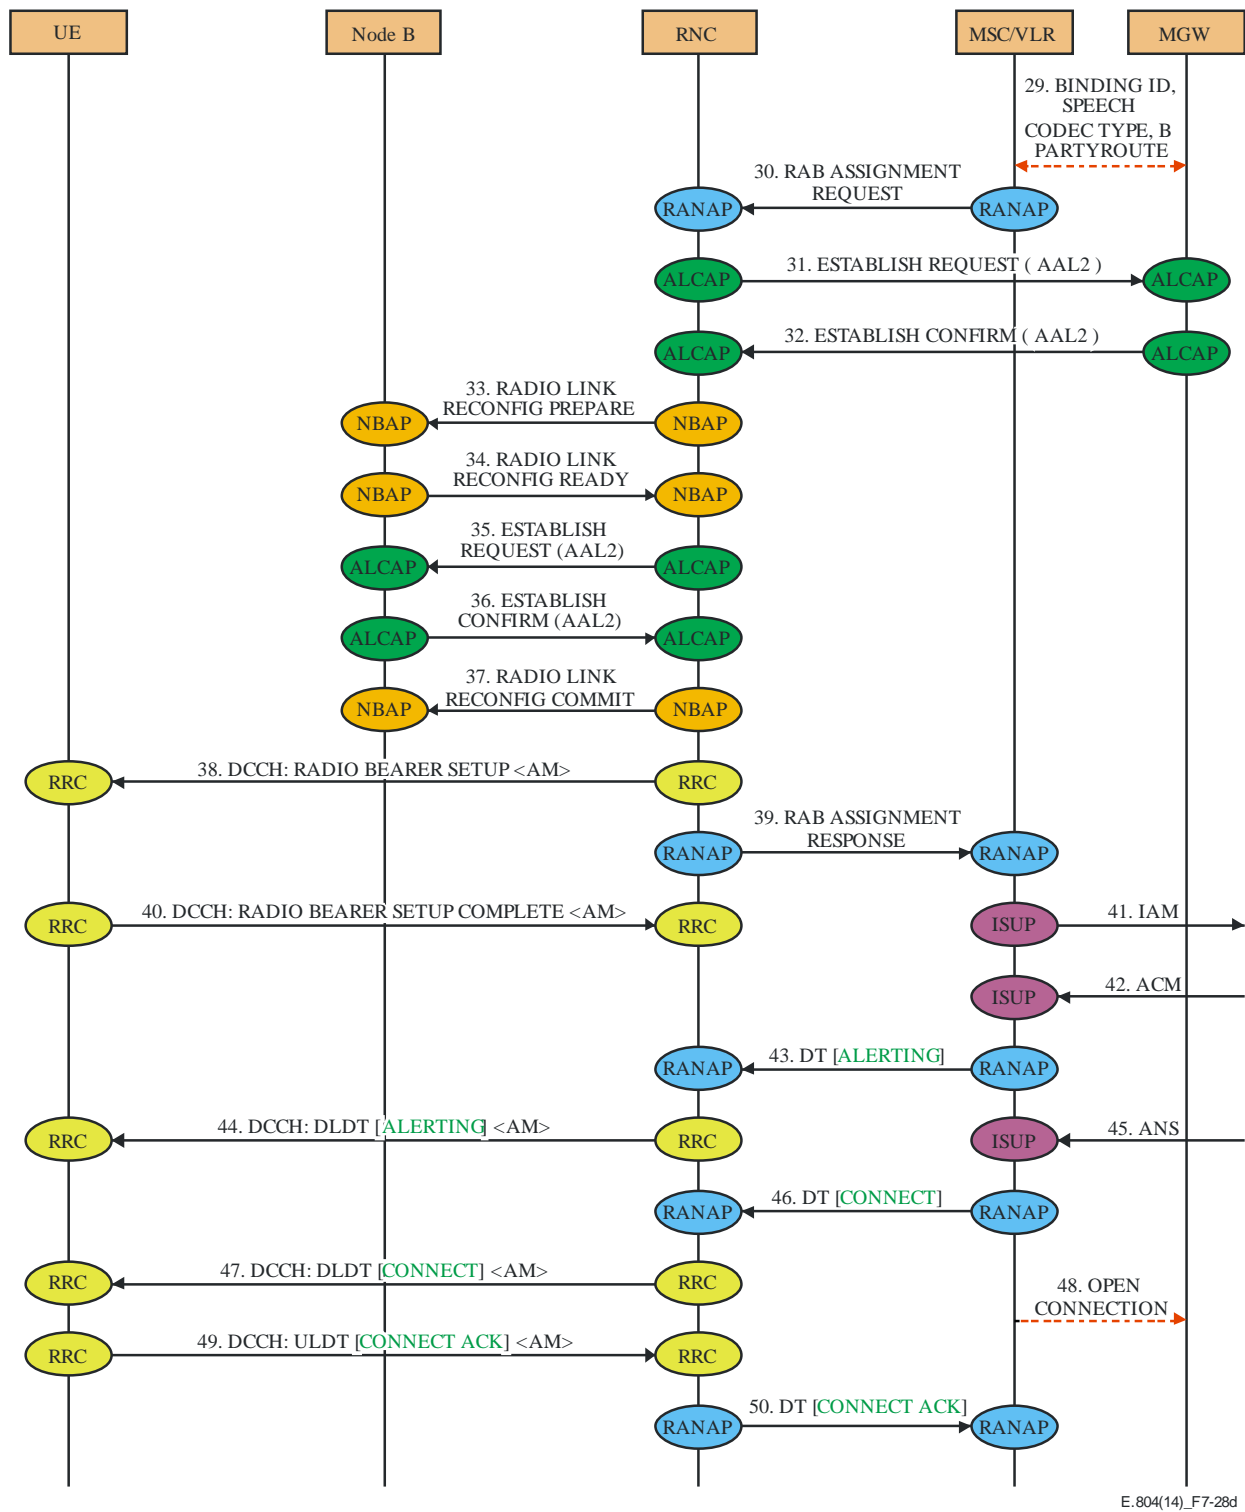 UE
Node B
RNC
MSC/VLR
MGW
29. BINDING ID,
SPEECH
CODEC TYPE, B
PARTYROUTE
30. RAB ASSIGNMENT
REQUEST
RANAP
RANAP
31. ESTABLISH REQUEST ( AAL2 )
ALCAP
ALCAP
32. ESTABLISH CONFIRM ( AAL2 )
ALCAP
ALCAP
33. RADIO LINK
RECONFIG PREPARE
NBAP
NBAP
34. RADIO LINK
RECONFIG READY
NBAP
NBAP
35. ESTABLISH
REQUEST (AAL2)
ALCAP
ALCAP
36. ESTABLISH
CONFIRM (AAL2)
ALCAP
ALCAP
37. RADIO LINK
RECONFIG COMMIT
NBAP
NBAP
38. DCCH: RADIO BEARER SETUP <AM>
RRC
RRC
39. RAB ASSIGNMENT
RESPONSE
RANAP
RANAP
40. DCCH: RADIO BEARER SETUP COMPLETE <AM>
RRC
RRC
ISUP
41. IAM
ISUP
42. ACM
43. DT [ALERTING]
RANAP
RANAP
44. DCCH: DLDT [ALERTING] <AM>
RRC
RRC
ISUP
45. ANS
46. DT [CONNECT]
RANAP
RANAP
47. DCCH: DLDT [CONNECT] <AM>
RRC
RRC
48. OPEN
CONNECTION
49. DCCH: ULDT [CONNECT ACK] <AM>
RRC
RRC
50. DT [CONNECT ACK]
RANAP
RANAP
E.804(14)_F7-28d